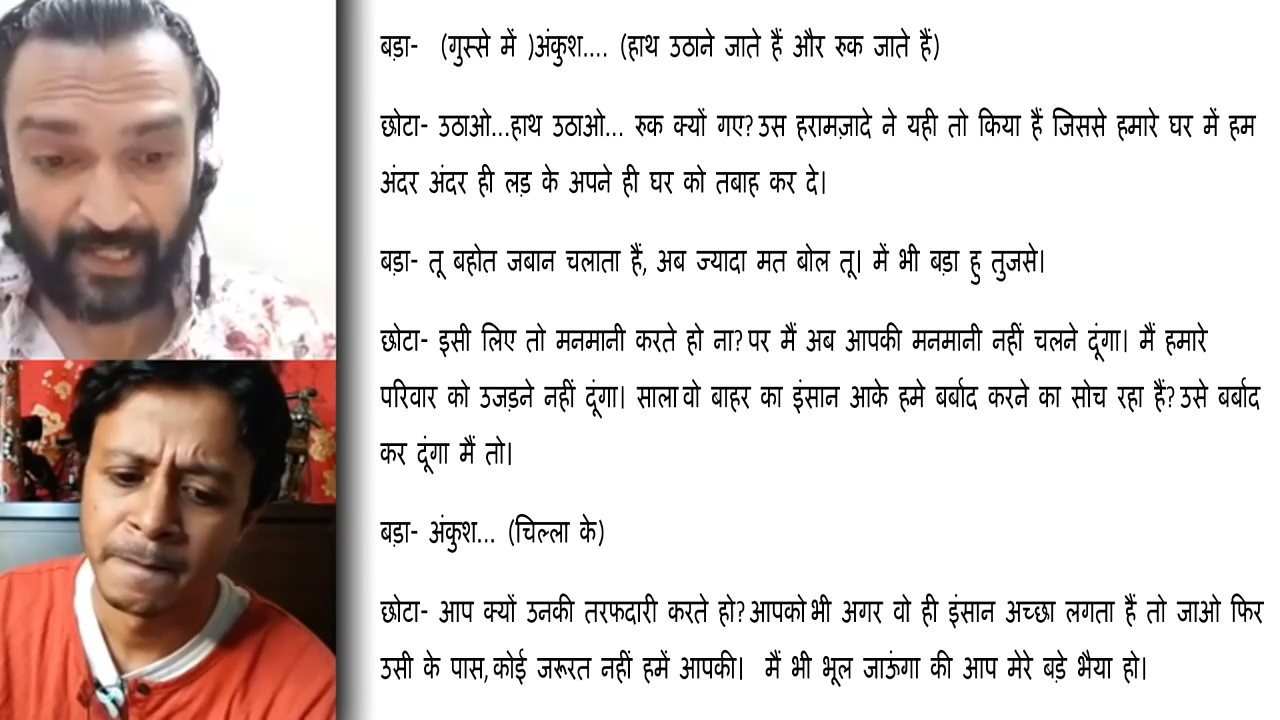 बड़ा- (गुस्से में )अंकुश.... (हाथ उठाने जाते हैं और रुक जाते हैं)
छोटा- उठाओ...हाथ उठाओ... रुक क्यों गए? उस हरामज़ादे ने यही तो किया हैं जिससे हमारे घर में हम
अंदर अंदर ही लड़ के अपने ही घर को तबाह कर दे।
बड़ा- तू बहोत जबान चलाता हैं, अब ज्यादा मत बोल तू। में भी बड़ा हु तुजसे।
छोटा- इसी लिए तो मनमानी करते हो ना? पर मैं अब आपकी मनमानी नहीं चलने दूंगा। मैं हमारे
परिवार को उजड़ने नहीं दूंगा। साला वो बाहर का इंसान आके हमे बर्बाद करने का सोच रहा हैं? उसे बर्बाद
कर दूंगा मैं तो।
बड़ा- अंकुश... (चिल्ला के)
छोटा- आप क्यों उनकी तरफदारी करते हो? आपको भी अगर वो ही इंसान अच्छा लगता हैं तो जाओ फिर
उसी के पास, कोई जरूरत नहीं हमें आपकी। मैं भी भूल जाऊंगा की आप मेरे बड़े भैया हो।